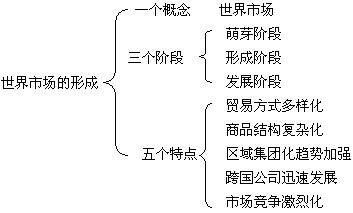 一个概念 世界市场
萌芽阶段
三个阶段
形成阶段
发展阶段
世界市场的形成
贸易方式多样化
商品结构复杂化
五个特点
区域集团化趋势加强
跨国公司迅速发展
市场竞争激烈化